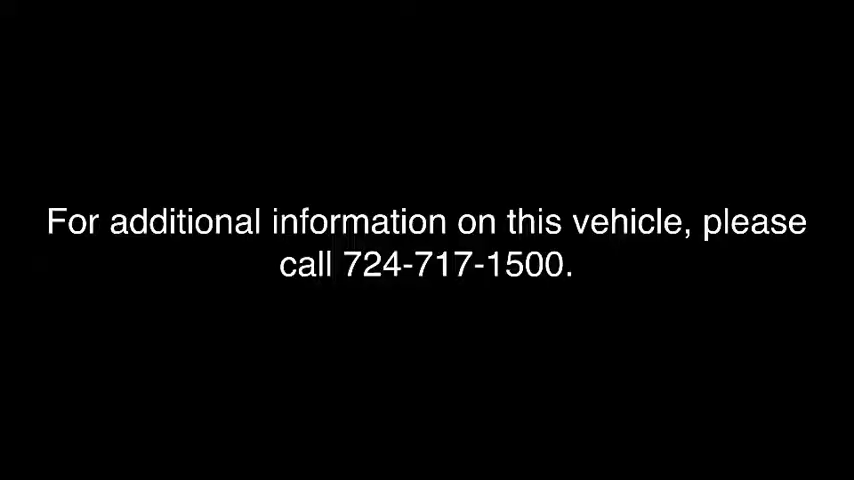 For additional information on this vehicle, please
call 724-717-1500.